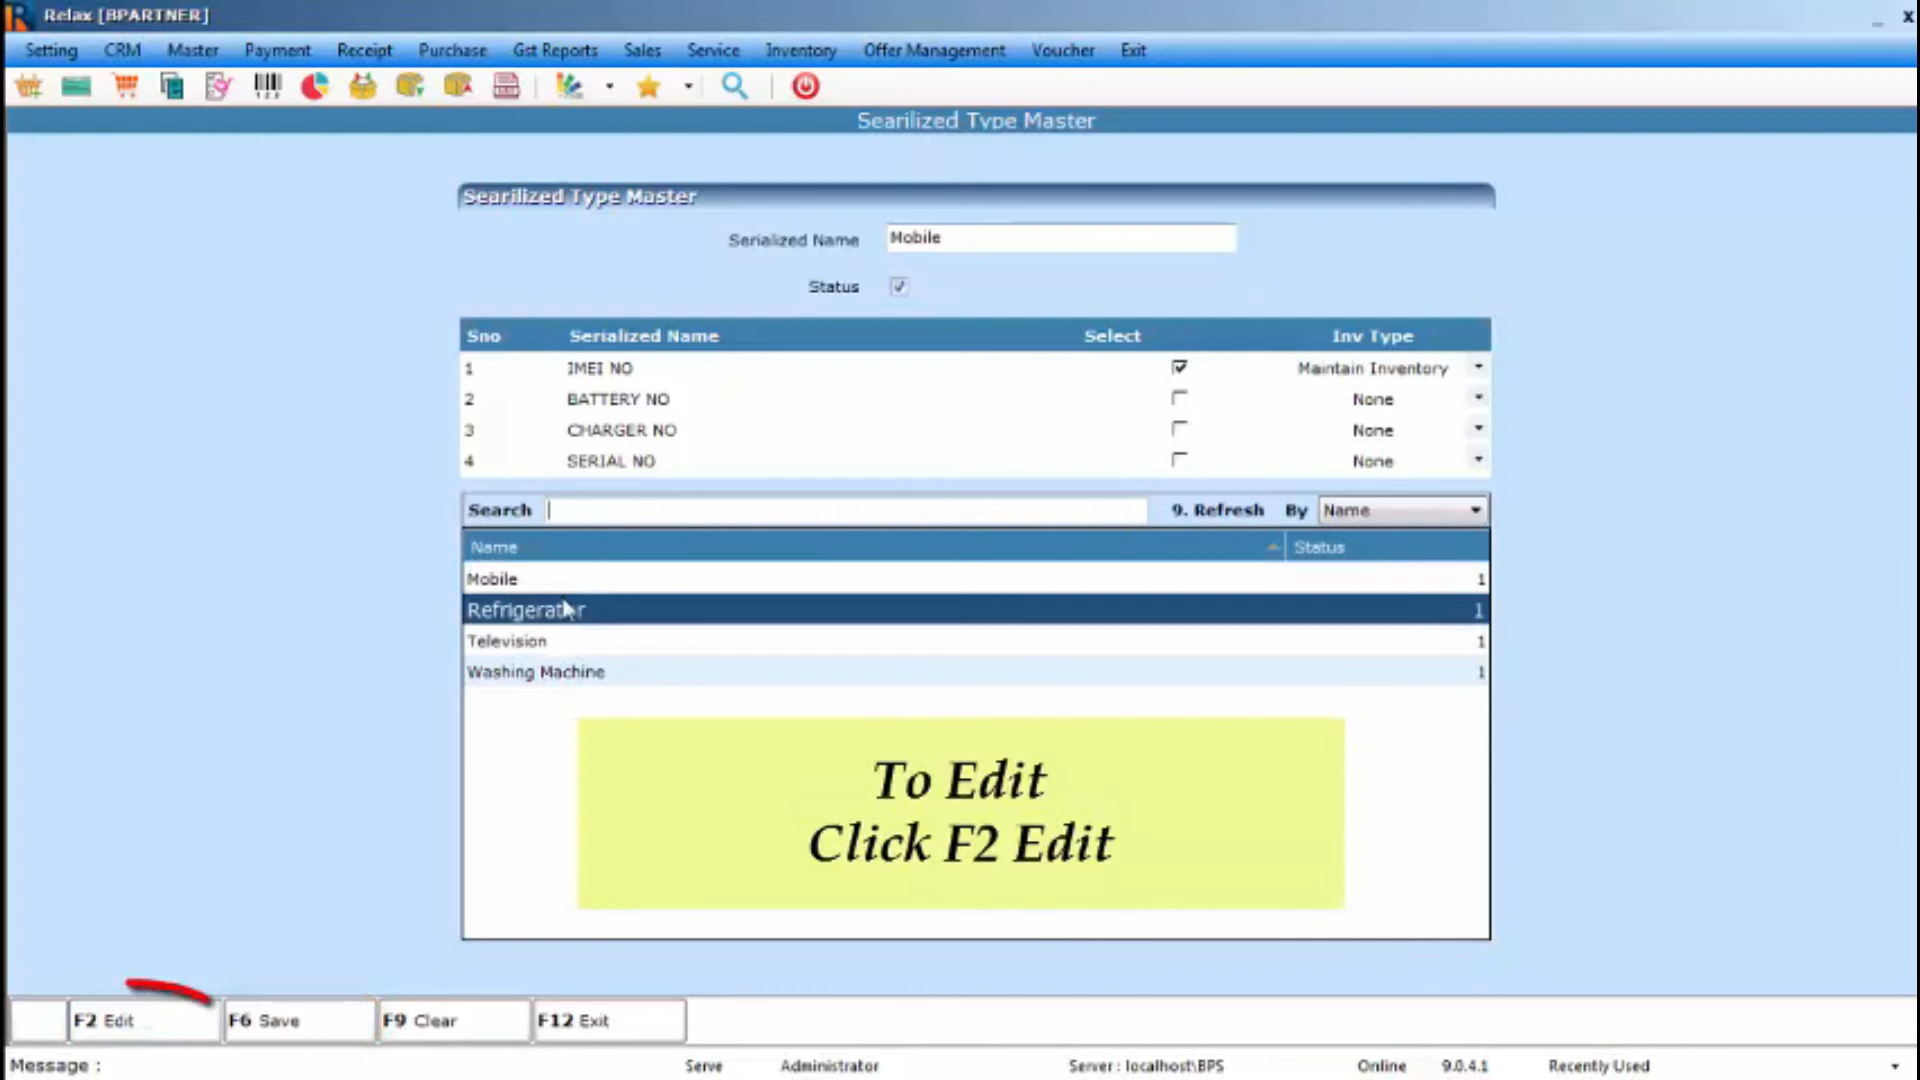 Relax [BPARTNER]
Setting CRM Master Payment Receipt Purchase Gst Reports Sales Service Inventory Offer Management Voucher Exit
Searilized Type Master
Searilized Type Master
Serialized Name Mobile
Status
Sno Serialized Name Select Inv Type
1 IMEI NO Maintain Inventory
2 BATTERY NO None
3 CHARGER NO None
4 SERIAL NO None
Search 9. Refresh By Name
Name Status
Mobile 1
Refrigerator 1
Television 1
Washing Machine 1
To Edit
Click F2 Edit
F2 Edit F6 Save F9 Clear F12 Exit
Message : Serve Administrator Server : localhost\BPS Online 9.0.4.1 Recently Used